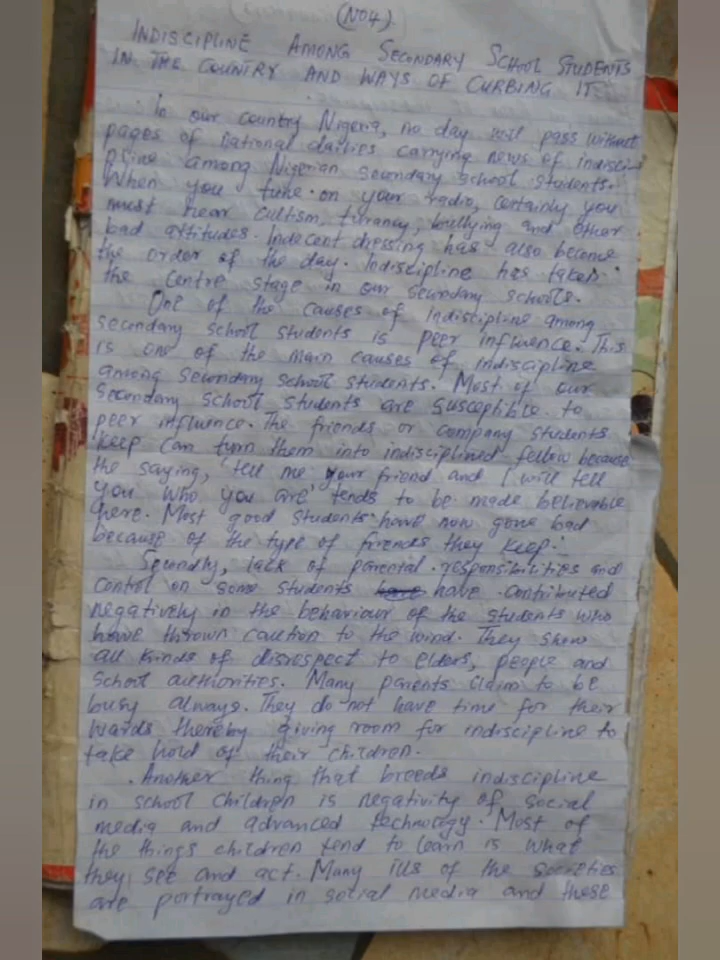 (NO4).
INDISCIPLINE AMONG SECONDARY SCHOOL STUDENTS
IN THE COUNTRY AND WAYS OF CURBING IT.
In our country Nigeria, no day will pass without
pages of national dailies carrying news of indisci-
pline among Nigerian secondary school students.
When you tune on your radio, certainly you
must hear cultism, truancy, bullying and other
bad attitudes. Indecent dressing has also become
the order of the day. Indiscipline has taken
the centre stage in our secondary schools.
One of the causes of indiscipline among
secondary school students is peer influence. This
is one of the main causes of indiscipline
among secondary school students. Most of our
secondary school students are susceptible to
peer influence. The friends or company students
keep can turn them into indisciplined fellow because
the saying, 'tell me your friend and I will tell
you who you are' tends to be made believable
here. Most good students have now gone bad
because of the type of friends they keep.
Secondly, lack of parental responsibilities and
control on some students have have contributed
negatively in the behaviour of the students who
have thrown caution to the wind. They show
all kinds of disrespect to elders, people and
school authorities. Many parents claim to be
busy always. They do not have time for their
wards thereby giving room for indiscipline to
take hold of their children.
Another thing that breeds indiscipline
in school children is negativity of social
media and advanced technology. Most of
the things children tend to learn is what
they see and act. Many ills of the societies
are portrayed in social media and these